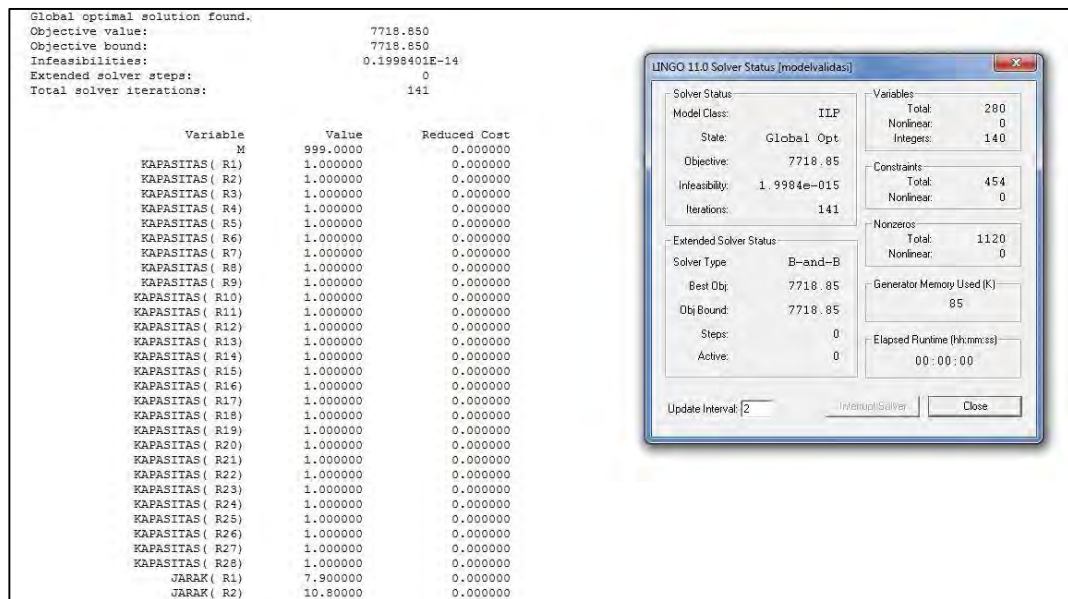 Global optimal solution found.
Objective value: 7718.850
Objective bound: 7718.850
Infeasibilities: 0.1998401E-14
Extended solver steps: 0
Total solver iterations: 141
Variable Value Reduced Cost
M 999.0000 0.000000
KAPASITAS( R1) 1.000000 0.000000
KAPASITAS( R2) 1.000000 0.000000
KAPASITAS( R3) 1.000000 0.000000
KAPASITAS( R4) 1.000000 0.000000
KAPASITAS( R5) 1.000000 0.000000
KAPASITAS( R6) 1.000000 0.000000
KAPASITAS( R7) 1.000000 0.000000
KAPASITAS( R8) 1.000000 0.000000
KAPASITAS( R9) 1.000000 0.000000
KAPASITAS( R10) 1.000000 0.000000
KAPASITAS( R11) 1.000000 0.000000
KAPASITAS( R12) 1.000000 0.000000
KAPASITAS( R13) 1.000000 0.000000
KAPASITAS( R14) 1.000000 0.000000
KAPASITAS( R15) 1.000000 0.000000
KAPASITAS( R16) 1.000000 0.000000
KAPASITAS( R17) 1.000000 0.000000
KAPASITAS( R18) 1.000000 0.000000
KAPASITAS( R19) 1.000000 0.000000
KAPASITAS( R20) 1.000000 0.000000
KAPASITAS( R21) 1.000000 0.000000
KAPASITAS( R22) 1.000000 0.000000
KAPASITAS( R23) 1.000000 0.000000
KAPASITAS( R24) 1.000000 0.000000
KAPASITAS( R25) 1.000000 0.000000
KAPASITAS( R26) 1.000000 0.000000
KAPASITAS( R27) 1.000000 0.000000
KAPASITAS( R28) 1.000000 0.000000
JARAK( R1) 7.900000 0.000000
JARAK( R2) 10.80000 0.000000
LINGO 11.0 Solver Status [modelvalidasi]
Solver Status
Model Class: ILP
State: Global Opt
Objective: 7718.85
Infeasibility: 1.9984e-015
Iterations: 141
Extended Solver Status
Solver Type B-and-B
Best Obj: 7718.85
Obj Bound: 7718.85
Steps: 0
Active: 0
Variables
Total: 280
Nonlinear: 0
Integers: 140
Constraints
Total: 454
Nonlinear: 0
Nonzeros
Total: 1120
Nonlinear: 0
Generator Memory Used (K)
85
Elapsed Runtime (hh:mm:ss)
00:00:00
Update Interval: 2
Interrupt Solver
Close